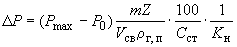 ΔP = (P_max − P_0) mZ/(V_св ρ_г, п) · 100/C_ст · 1/K_н